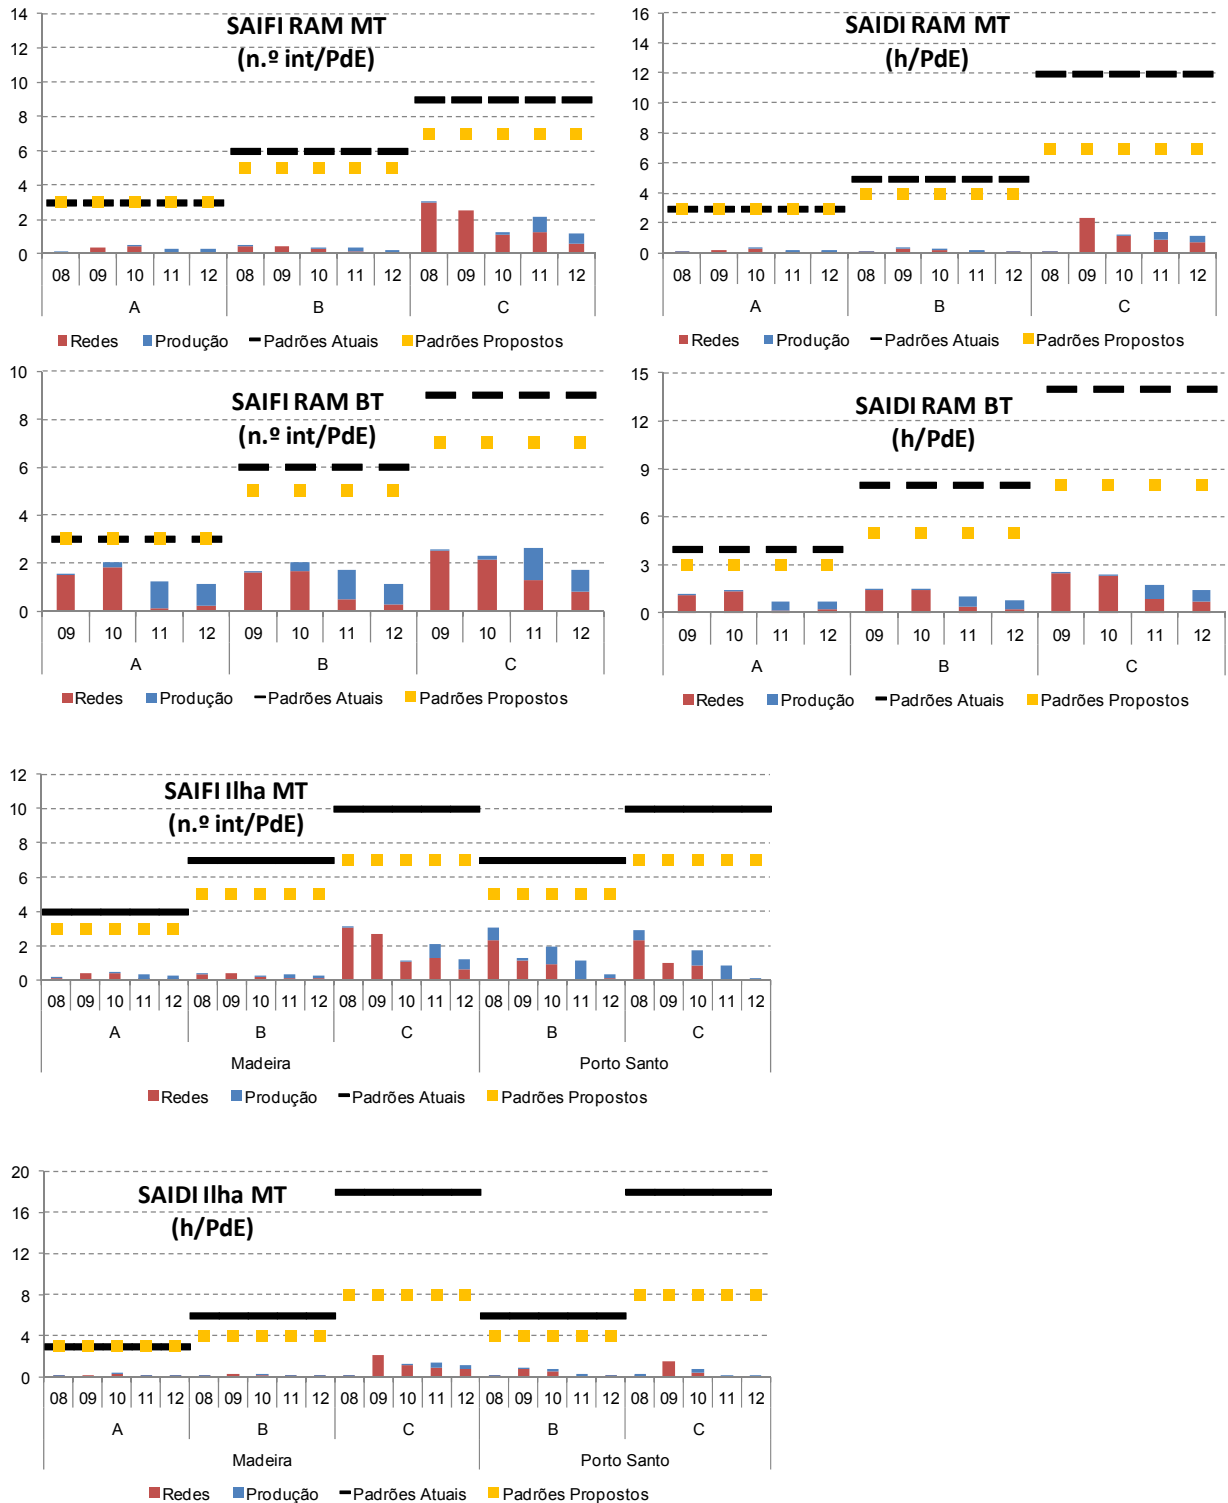 SAIFI RAM MT
(n.º int/PdE)
14
12
10
8
6
4
2
0
08 09 10 11 12 08 09 10 11 12 08 09 10 11 12
A B C
Redes Produção Padrões Atuais Padrões Propostos
SAIDI RAM MT
(h/PdE)
16
14
12
10
8
6
4
2
0
08 09 10 11 12 08 09 10 11 12 08 09 10 11 12
A B C
Redes Produção Padrões Atuais Padrões Propostos
SAIFI RAM BT
(n.º int/PdE)
10
8
6
4
2
0
09 10 11 12 09 10 11 12 09 10 11 12
A B C
Redes Produção Padrões Atuais Padrões Propostos
SAIDI RAM BT
(h/PdE)
15
12
9
6
3
0
09 10 11 12 09 10 11 12 09 10 11 12
A B C
Redes Produção Padrões Atuais Padrões Propostos
SAIFI Ilha MT
(n.º int/PdE)
12
10
8
6
4
2
0
08 09 10 11 12 08 09 10 11 12 08 09 10 11 12 08 09 10 11 12 08 09 10 11 12
A B C B C
Madeira Porto Santo
Redes Produção Padrões Atuais Padrões Propostos
SAIDI Ilha MT
(h/PdE)
20
16
12
8
4
0
08 09 10 11 12 08 09 10 11 12 08 09 10 11 12 08 09 10 11 12 08 09 10 11 12
A B C B C
Madeira Porto Santo
Redes Produção Padrões Atuais Padrões Propostos